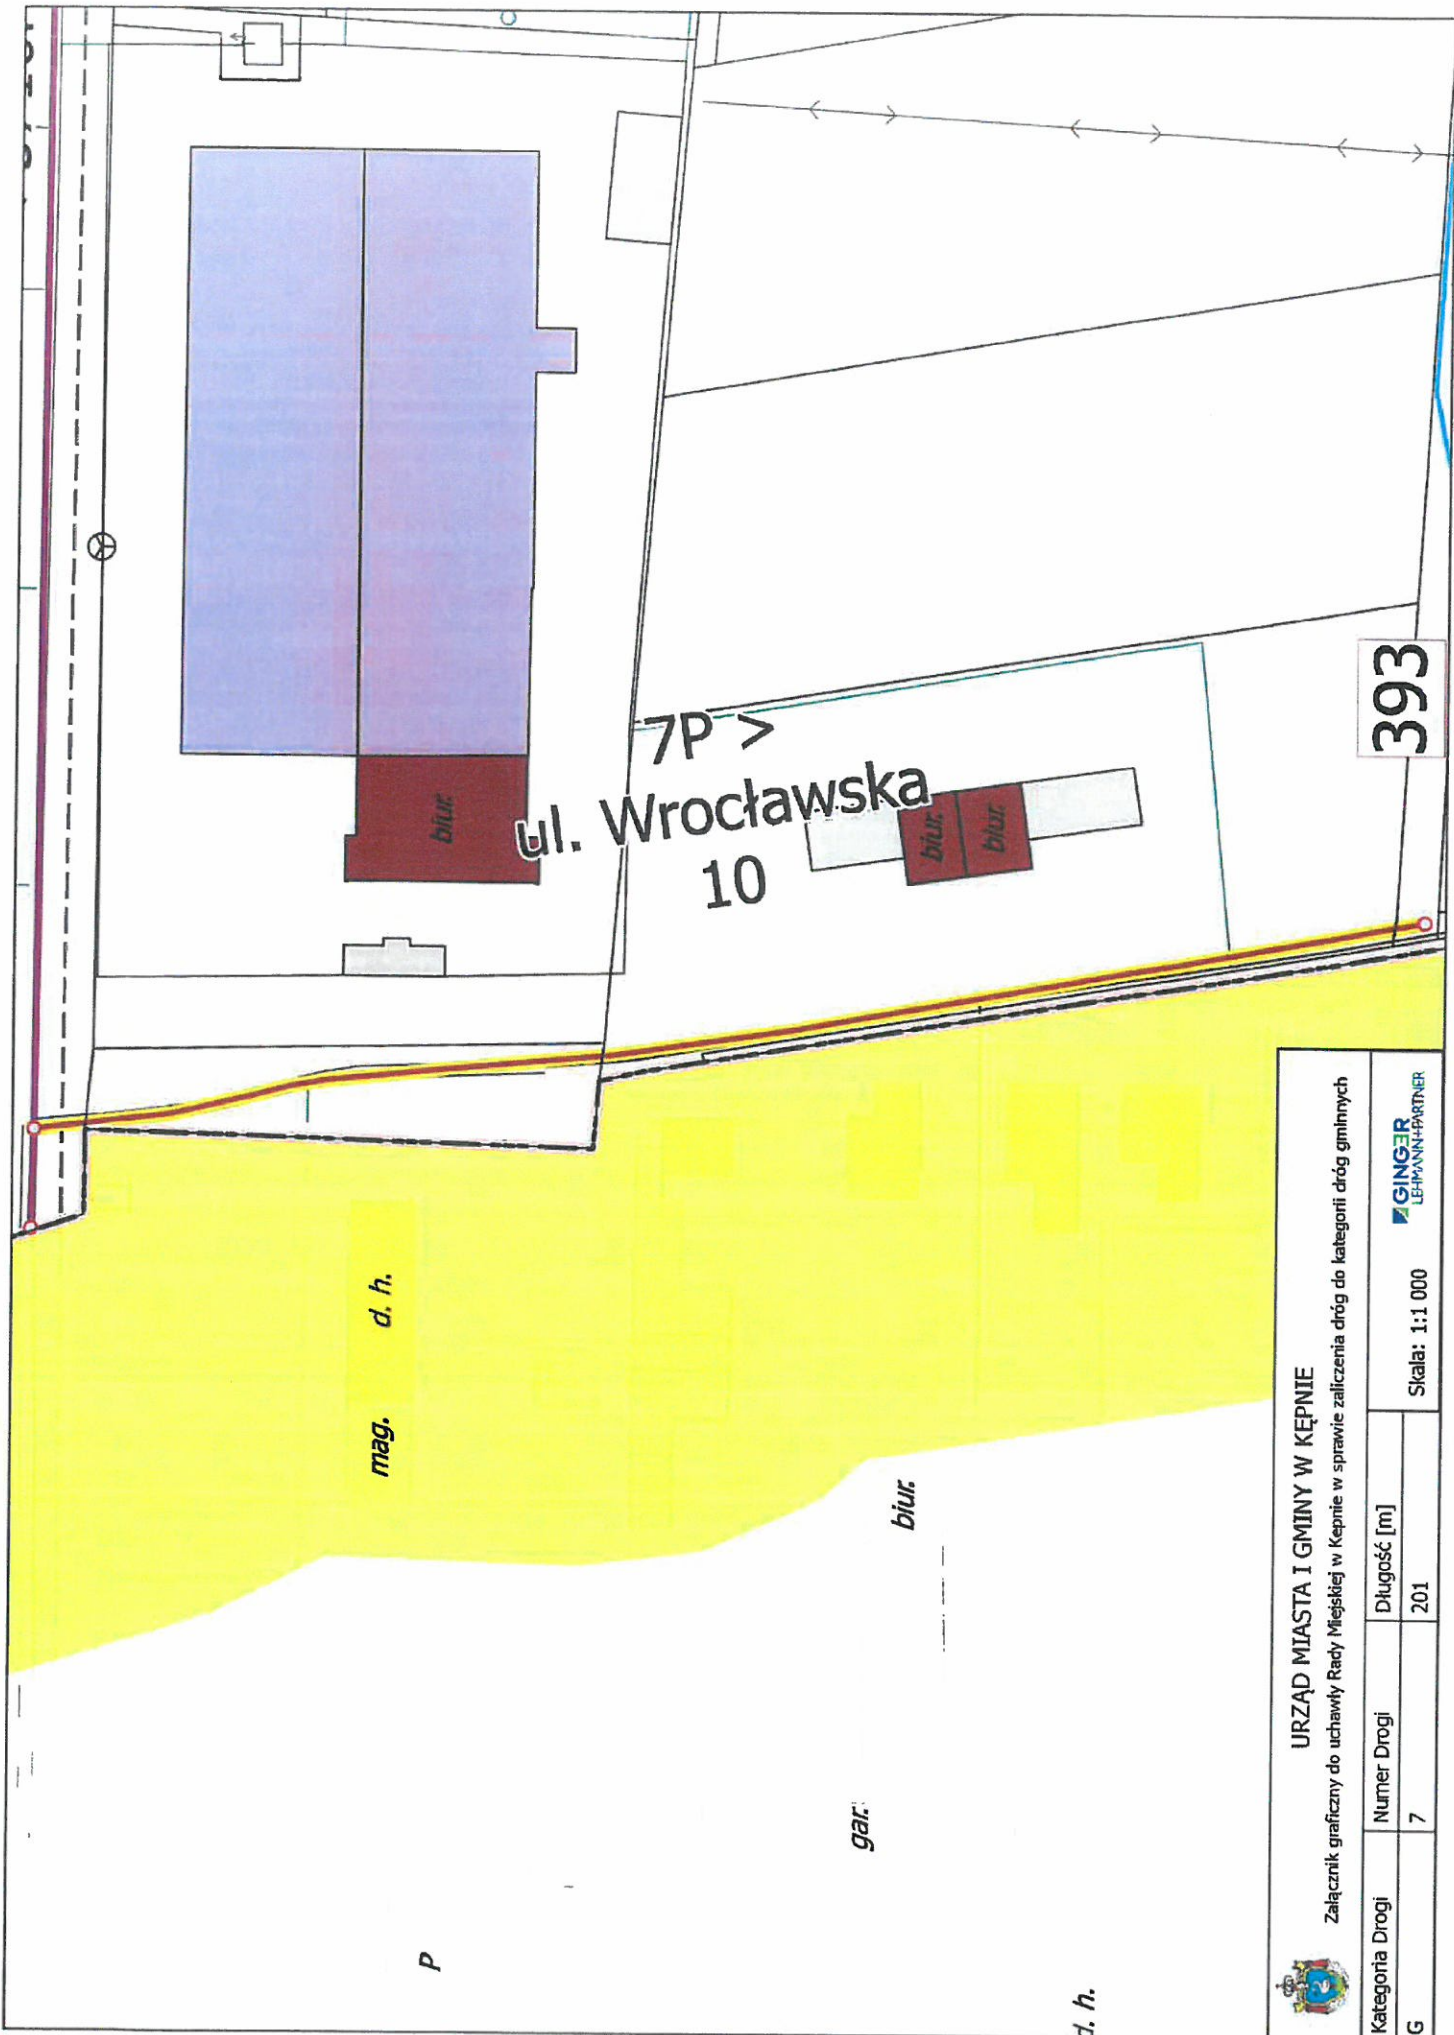 7P >
ul. Wrocławska
10
393
biur.
biur.
biur.
mag.
d. h.
biur.
gar.
P
d. h.
URZĄD MIASTA I GMINY W KĘPNIE
Załącznik graficzny do uchawły Rady Miejskiej w Kępnie w sprawie zaliczenia dróg do kategorii dróg gminnych
Kategoria Drogi
Numer Drogi
Długość [m]
G
7
201
Skala: 1:1 000
GINGER
LEHMANN+PARTNER